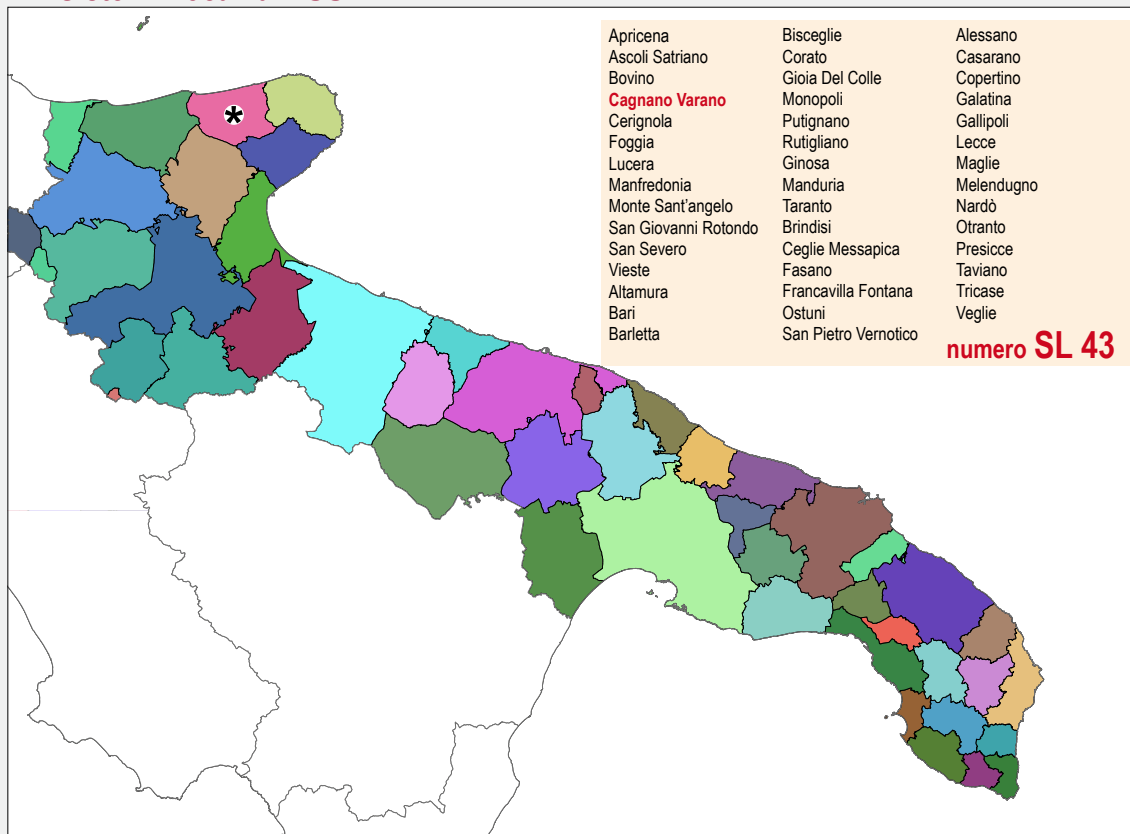 Apricena
Ascoli Satriano
Bovino
Cagnano Varano
Cerignola
Foggia
Lucera
Manfredonia
Monte Sant'angelo
San Giovanni Rotondo
San Severo
Vieste
Altamura
Bari
Barletta
Bisceglie
Corato
Gioia Del Colle
Monopoli
Putignano
Rutigliano
Ginosa
Manduria
Taranto
Brindisi
Ceglie Messapica
Fasano
Francavilla Fontana
Ostuni
San Pietro Vernotico
Alessano
Casarano
Copertino
Galatina
Gallipoli
Lecce
Maglie
Melendugno
Nardò
Otranto
Presicce
Taviano
Tricase
Veglie
numero SL 43
*